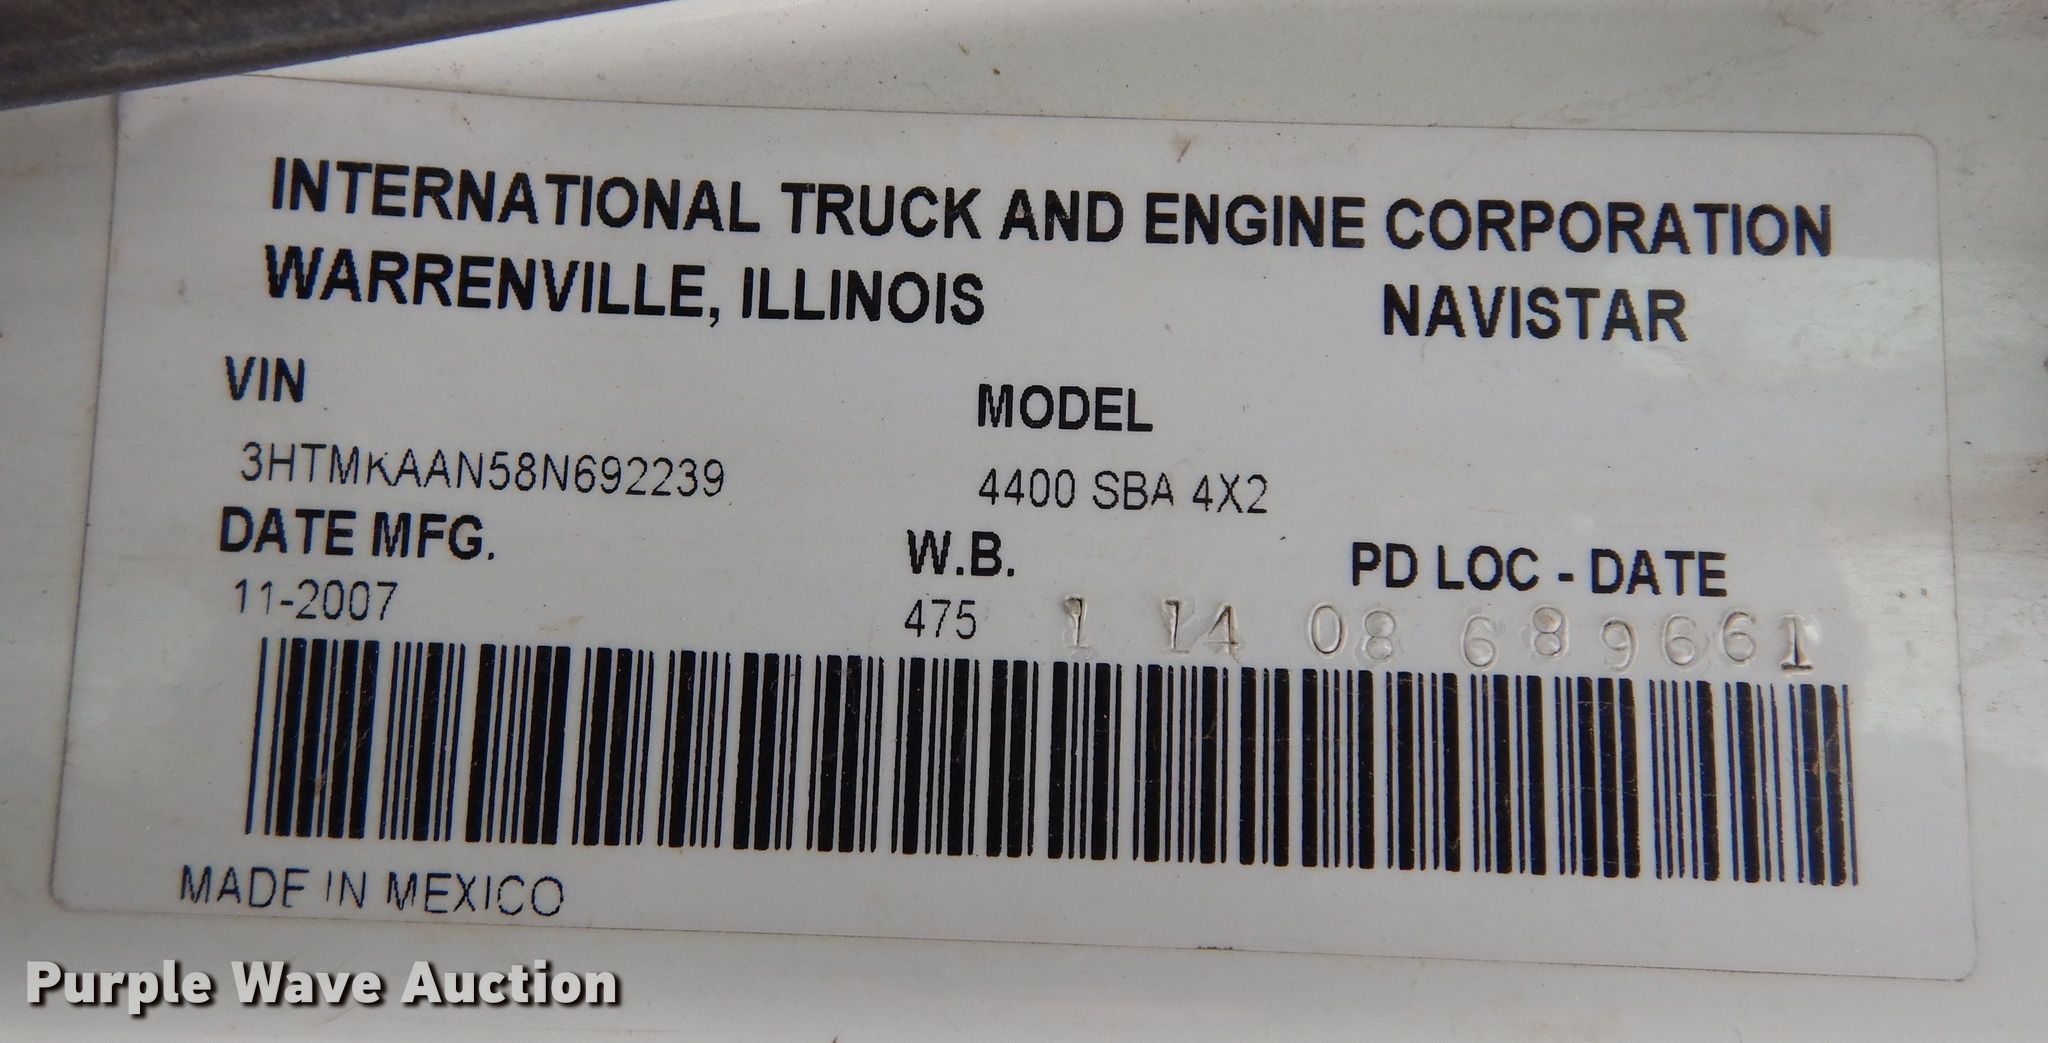 INTERNATIONAL TRUCK AND ENGINE CORPORATION
WARRENVILLE, ILLINOIS NAVISTAR
VIN MODEL
3HTMKAAN58N692239 4400 SBA 4X2
DATE MFG. W.B. PD LOC - DATE
11-2007 475 1 14 08 689661
MADE IN MEXICO
Purple Wave Auction